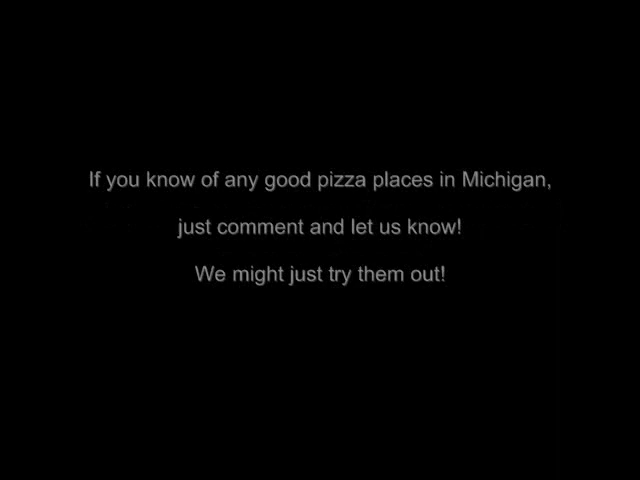 If you know of any good pizza places in Michigan,
just comment and let us know!
We might just try them out!